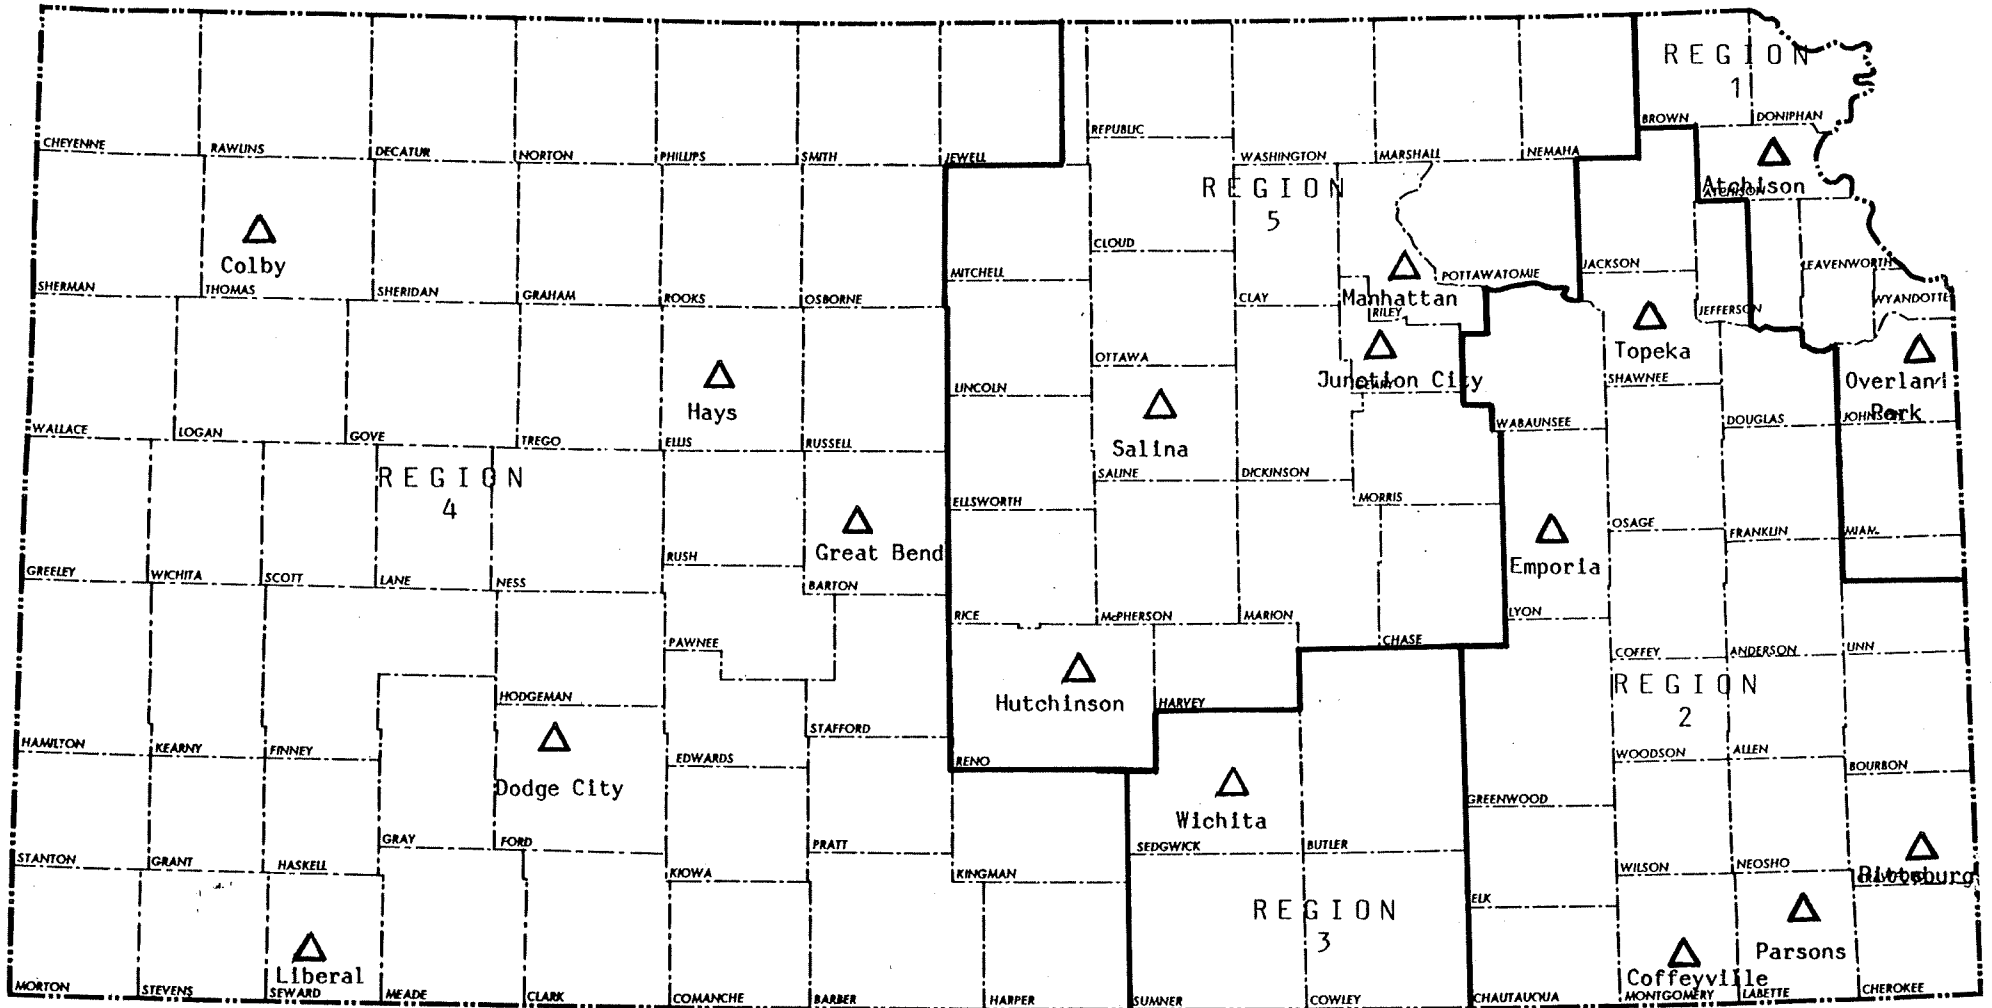 REGION
1
BROWN
DONIPHAN
REPUBLIC
CHEYENNE
RAWLINS
DECATUR
NORTON
PHILLIPS
SMITH
JEWELL
WASHINGTON
MARSHALL
NEMAHA
Atchison
ATCHISON
REGION
5
CLOUD
Colby
MITCHELL
POTTAWATOMIE
JACKSON
LEAVENWORTH
SHERMAN
THOMAS
SHERIDAN
GRAHAM
ROOKS
OSBORNE
CLAY
Manhattan
RILEY
JEFFERSON
WYANDOTTE
Topeka
OTTAWA
LINCOLN
Junction City
GEARY
SHAWNEE
Overland
Park
JOHNSON
Hays
WALLACE
LOGAN
GOVE
TREGO
ELLIS
RUSSELL
Salina
WABAUNSEE
DOUGLAS
REGION
4
SALINE
DICKINSON
ELLSWORTH
MORRIS
OSAGE
FRANKLIN
MIAM.
Great Bend
RUSH
Emporia
GREELEY
WICHITA
SCOTT
LANE
NESS
BARTON
RICE
McPHERSON
MARION
LYON
PAWNEE
CHASE
COFFEY
ANDERSON
LINN
HODGEMAN
Hutchinson
HARVEY
REGION
2
STAFFORD
HAMILTON
KEARNY
FINNEY
EDWARDS
RENO
WOODSON
ALLEN
BOURBON
Dodge City
Wichita
GREENWOOD
GRAY
FORD
PRATT
SEDGWICK
BUTLER
STANTON
GRANT
HASKELL
KIOWA
KINGMAN
WILSON
NEOSHO
Pittsburg
ELK
REGION
3
Parsons
Liberal
Coffeyville
MORTON
STEVENS
SEWARD
MEADE
CLARK
COMANCHE
BARBER
HARPER
SUMNER
COWLEY
CHAUTAUQUA
MONTGOMERY
LABETTE
CHEROKEE